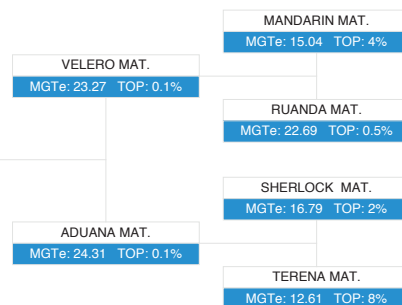 MANDARIN MAT.
MGTe: 15.04 TOP: 4%
VELERO MAT.
MGTe: 23.27 TOP: 0.1%
RUANDA MAT.
MGTe: 22.69 TOP: 0.5%
SHERLOCK MAT.
MGTe: 16.79 TOP: 2%
ADUANA MAT.
MGTe: 24.31 TOP: 0.1%
TERENA MAT.
MGTe: 12.61 TOP: 8%